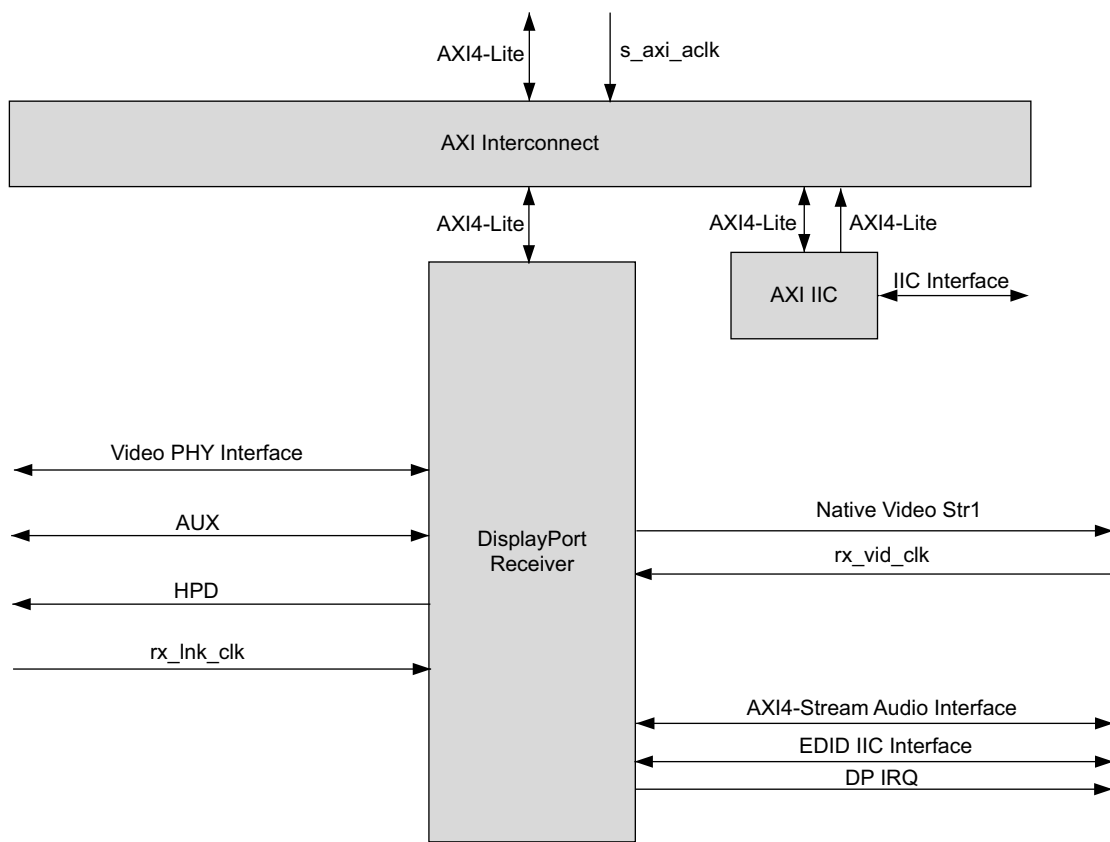 AXI4-Lite
s_axi_aclk
AXI Interconnect
AXI4-Lite
AXI4-Lite
AXI4-Lite
AXI IIC
IIC Interface
Video PHY Interface
AUX
HPD
rx_lnk_clk
DisplayPort
Receiver
Native Video Str1
rx_vid_clk
AXI4-Stream Audio Interface
EDID IIC Interface
DP IRQ